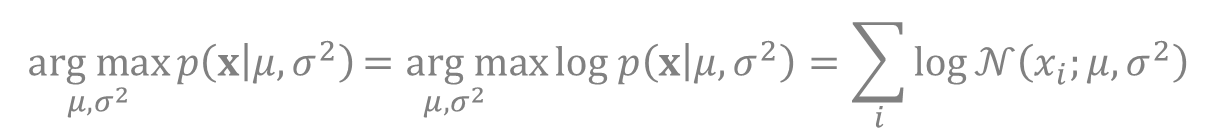 arg max p(𝐱|μ, σ²) = arg max log p(𝐱|μ, σ²) = ∑ log 𝒩(xᵢ; μ, σ²)
μ,σ² μ,σ² i